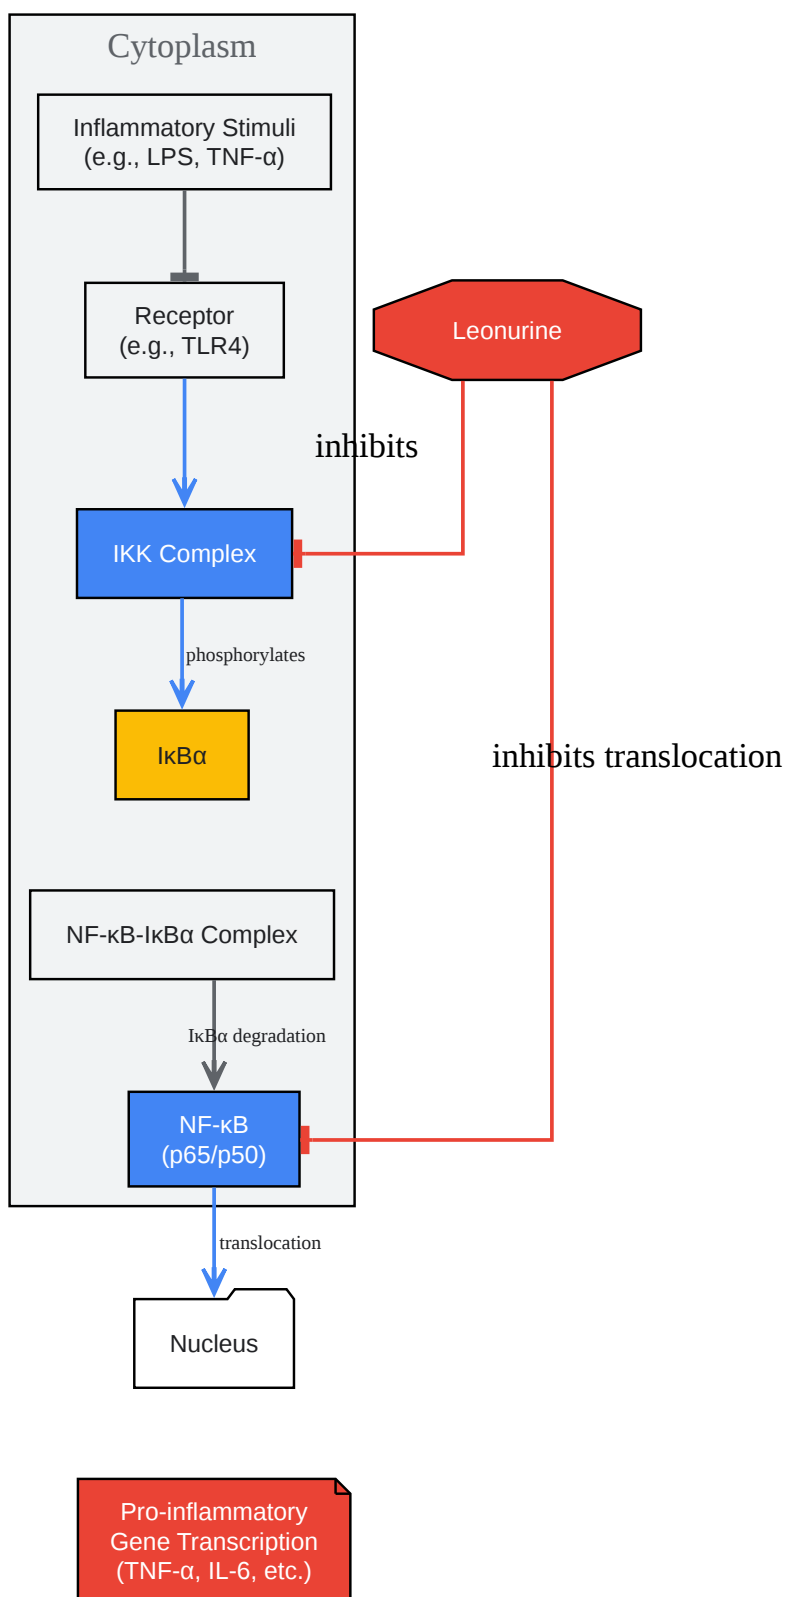 Cytoplasm
Inflammatory Stimuli
(e.g., LPS, TNF-α)
Receptor
(e.g., TLR4)
Leonurine
inhibits
IKK Complex
phosphorylates
IκBα
inhibits translocation
NF-κB-IκBα Complex
IκBα degradation
NF-κB
(p65/p50)
translocation
Nucleus
Pro-inflammatory
Gene Transcription
(TNF-α, IL-6, etc.)